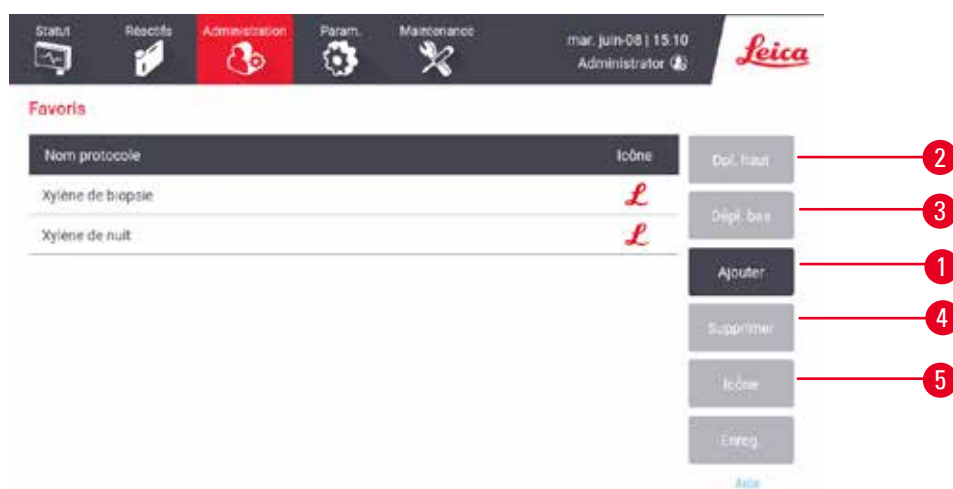 Statut Réactifs Administration Param. Maintenance
mar. juin-08 | 15:10
Administrator
Leica
Favoris
Nom protocole Icône
Xylène de biopsie L
Xylène de nuit L
Dpl. haut 2
Dépl. bas 3
Ajouter 1
Supprimer 4
Icône 5
Enreg.
Aide